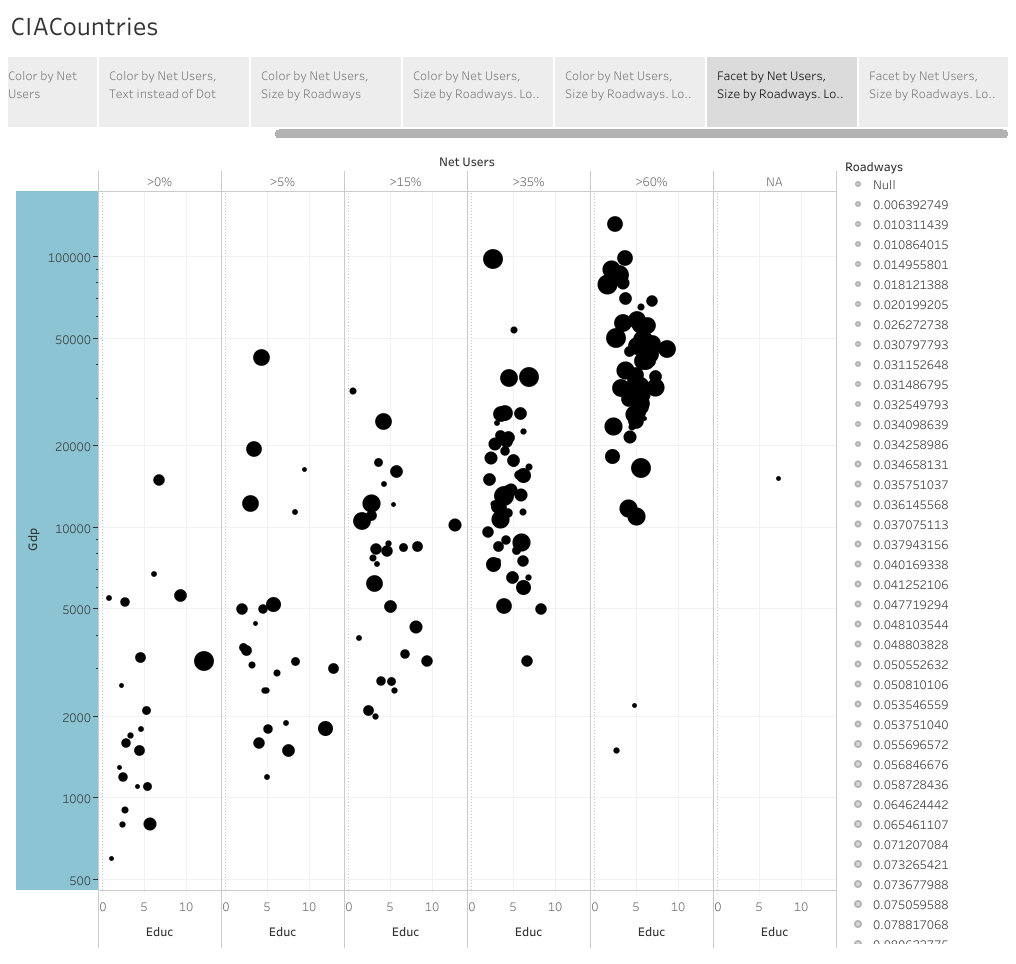 CIACountries
Color by Net
Users
Color by Net Users,
Text instead of Dot
Color by Net Users,
Size by Roadways
Color by Net Users,
Size by Roadways. Lo..
Color by Net Users,
Size by Roadways. Lo..
Facet by Net Users,
Size by Roadways. Lo..
Facet by Net Users,
Size by Roadways. Lo..
Net Users
>0% >5% >15% >35% >60% NA
Gdp
100000
50000
20000
10000
5000
2000
1000
500
0 5 10 0 5 10 0 5 10 0 5 10 0 5 10 0 5 10
Educ Educ Educ Educ Educ Educ
Roadways
Null
0.006392749
0.010311439
0.010864015
0.014955801
0.018121388
0.020199205
0.026272738
0.030797793
0.031152648
0.031486795
0.032549793
0.034098639
0.034258986
0.034658131
0.035751037
0.036145568
0.037075113
0.037943156
0.040169338
0.041252106
0.047719294
0.048103544
0.048803828
0.050552632
0.050810106
0.053546559
0.053751040
0.055696572
0.056846676
0.058728436
0.064624442
0.065461107
0.071207084
0.073265421
0.073677988
0.075059588
0.078817068